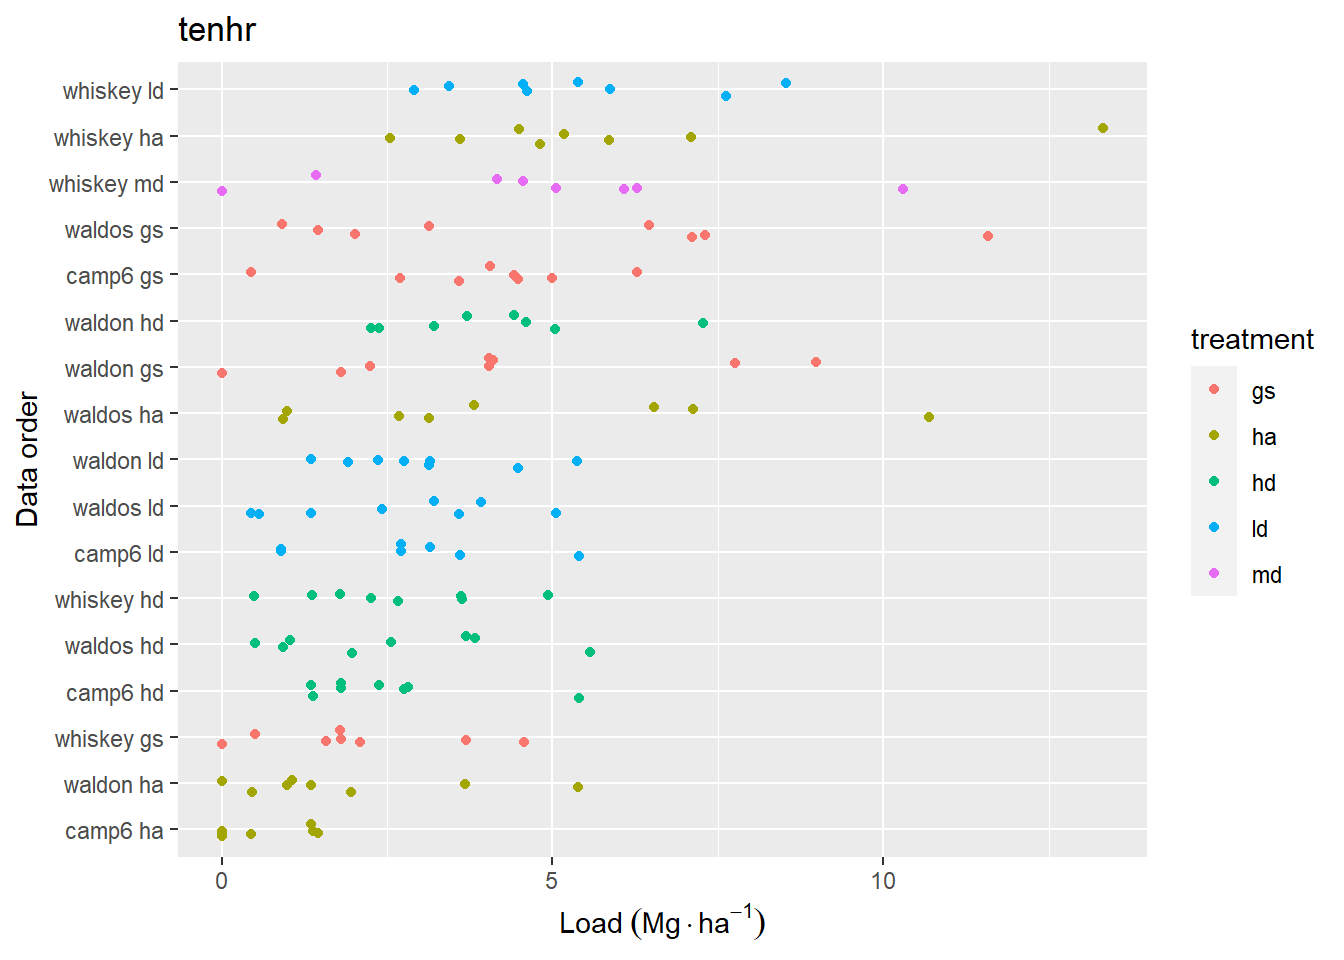 tenhr
whiskey ld
whiskey ha
whiskey md
waldos gs
camp6 gs
waldon hd
waldon gs
waldos ha
waldon ld
waldos ld
camp6 ld
whiskey hd
waldos hd
camp6 hd
whiskey gs
waldon ha
camp6 ha
Data order
0 5 10
Load (Mg·ha⁻¹)
treatment
gs
ha
hd
ld
md